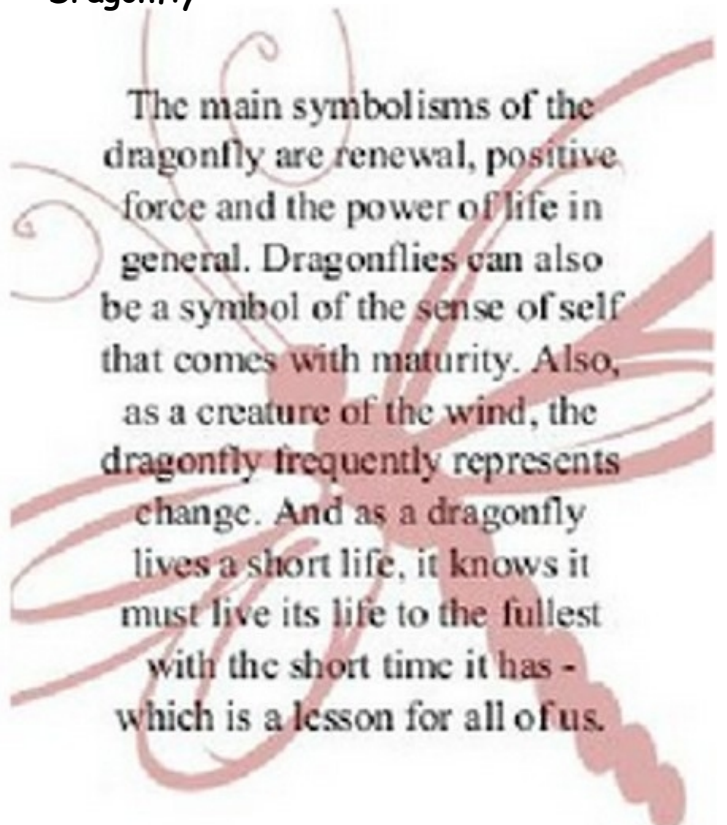 Dragonfly
The main symbolisms of the
dragonfly are renewal, positive
force and the power of life in
general. Dragonflies can also
be a symbol of the sense of self
that comes with maturity. Also,
as a creature of the wind, the
dragonfly frequently represents
change. And as a dragonfly
lives a short life, it knows it
must live its life to the fullest
with the short time it has -
which is a lesson for all of us.